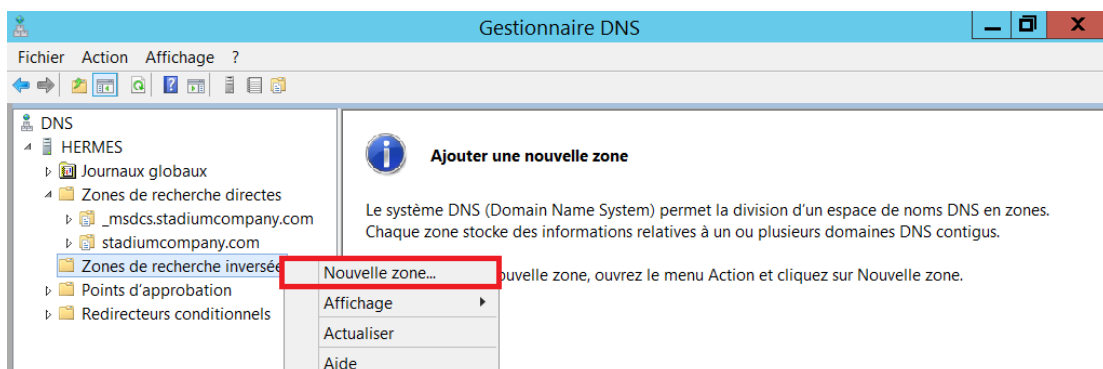 Gestionnaire DNS
Fichier Action Affichage ?
DNS
HERMES
Journaux globaux
Zones de recherche directes
_msdcs.stadiumcompany.com
stadiumcompany.com
Zones de recherche inversée
Points d'approbation
Redirecteurs conditionnels
Nouvelle zone...
Affichage
Actualiser
Aide
Ajouter une nouvelle zone
Le système DNS (Domain Name System) permet la division d'un espace de noms DNS en zones.
Chaque zone stocke des informations relatives à un ou plusieurs domaines DNS contigus.
ouvelle zone, ouvrez le menu Action et cliquez sur Nouvelle zone.